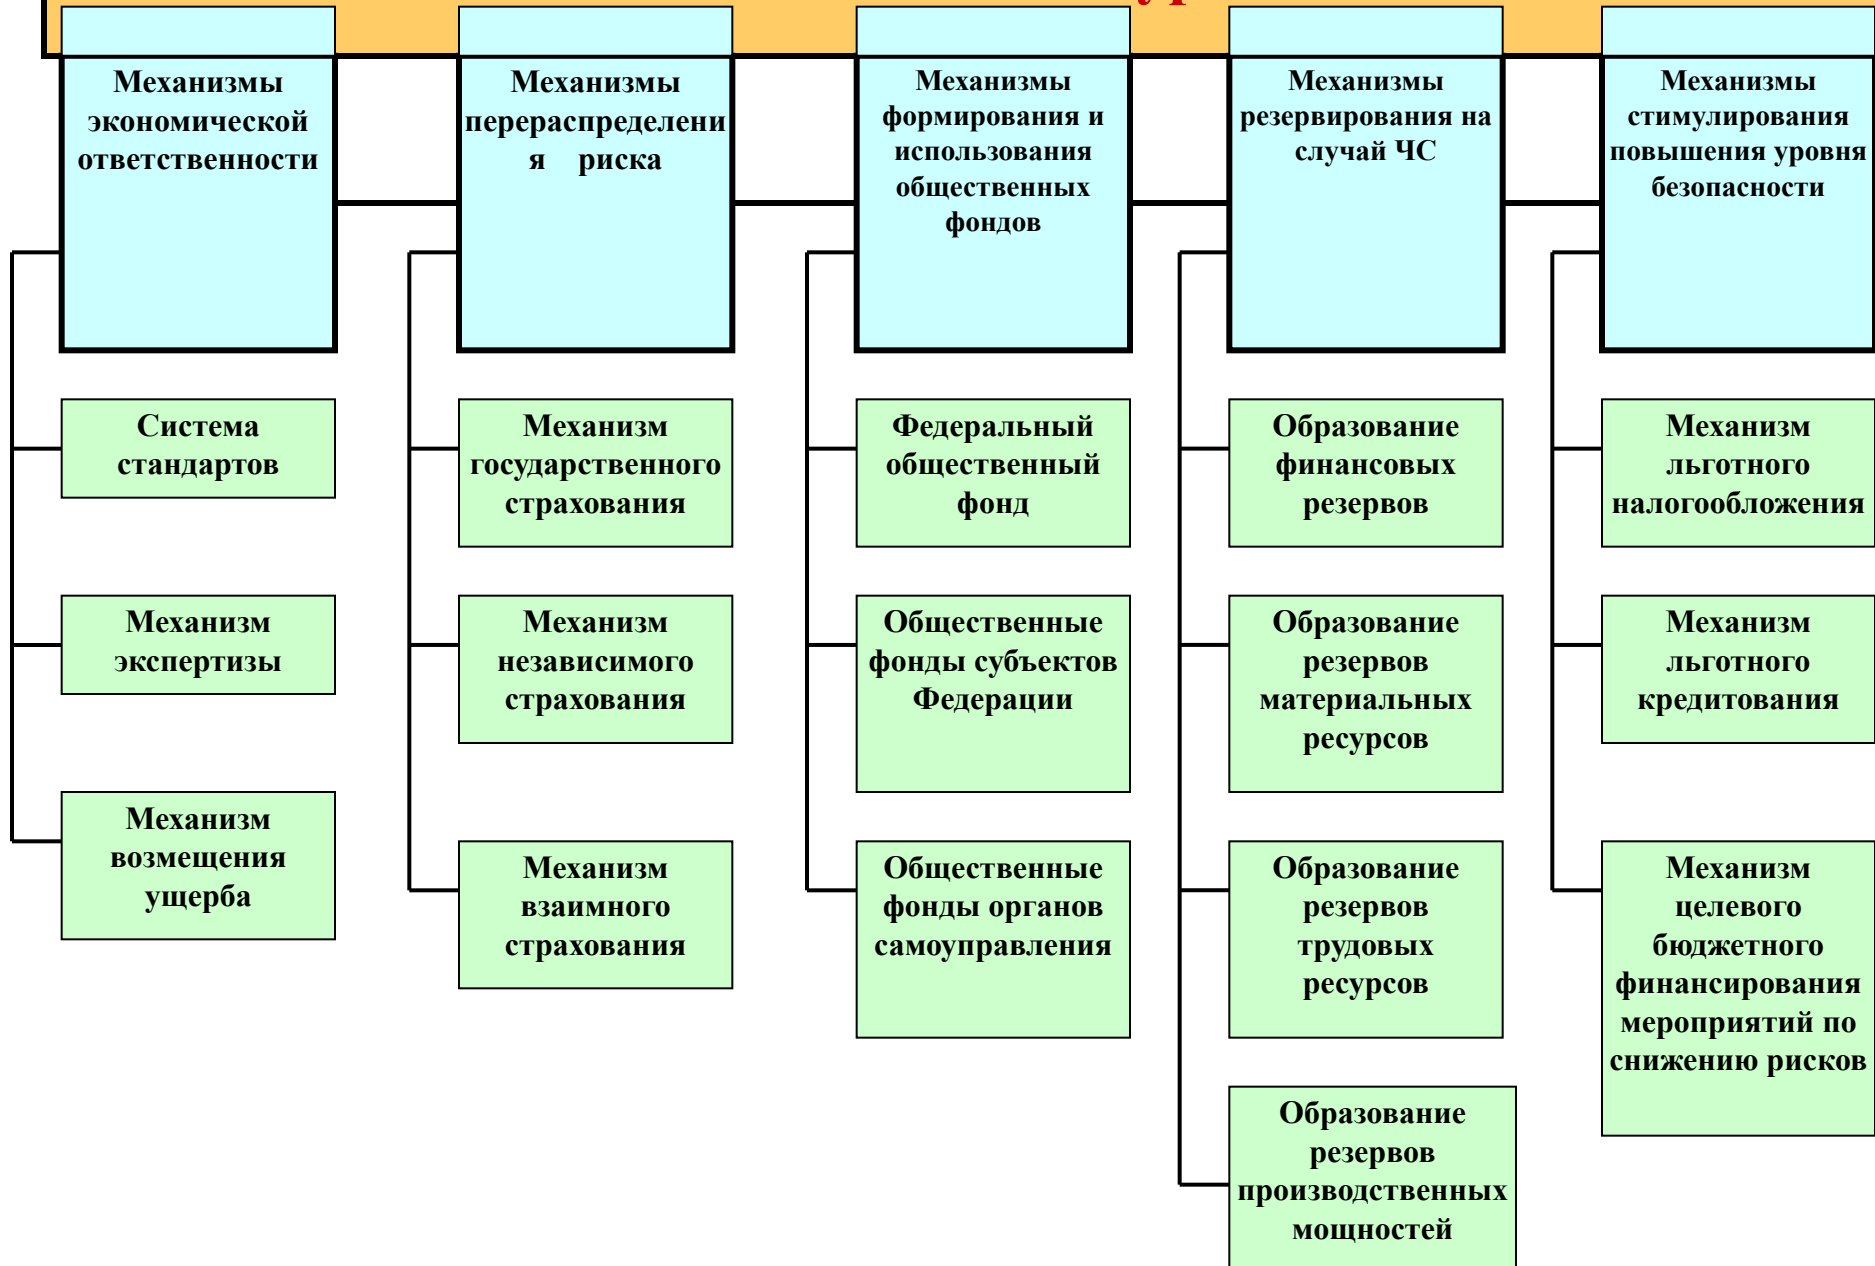 Механизмы
экономической
ответственности
Механизмы
перераспределени
я риска
Механизмы
формирования и
использования
общественных
фондов
Механизмы
резервирования на
случай ЧС
Механизмы
стимулирования
повышения уровня
безопасности
Система
стандартов
Механизм
экспертизы
Механизм
возмещения
ущерба
Механизм
государственного
страхования
Механизм
независимого
страхования
Механизм
взаимного
страхования
Федеральный
общественный
фонд
Общественные
фонды субъектов
Федерации
Общественные
фонды органов
самоуправления
Образование
финансовых
резервов
Образование
резервов
материальных
ресурсов
Образование
резервов
трудовых
ресурсов
Образование
резервов
производственных
мощностей
Механизм
льготного
налогообложения
Механизм
льготного
кредитования
Механизм
целевого
бюджетного
финансирования
мероприятий по
снижению рисков